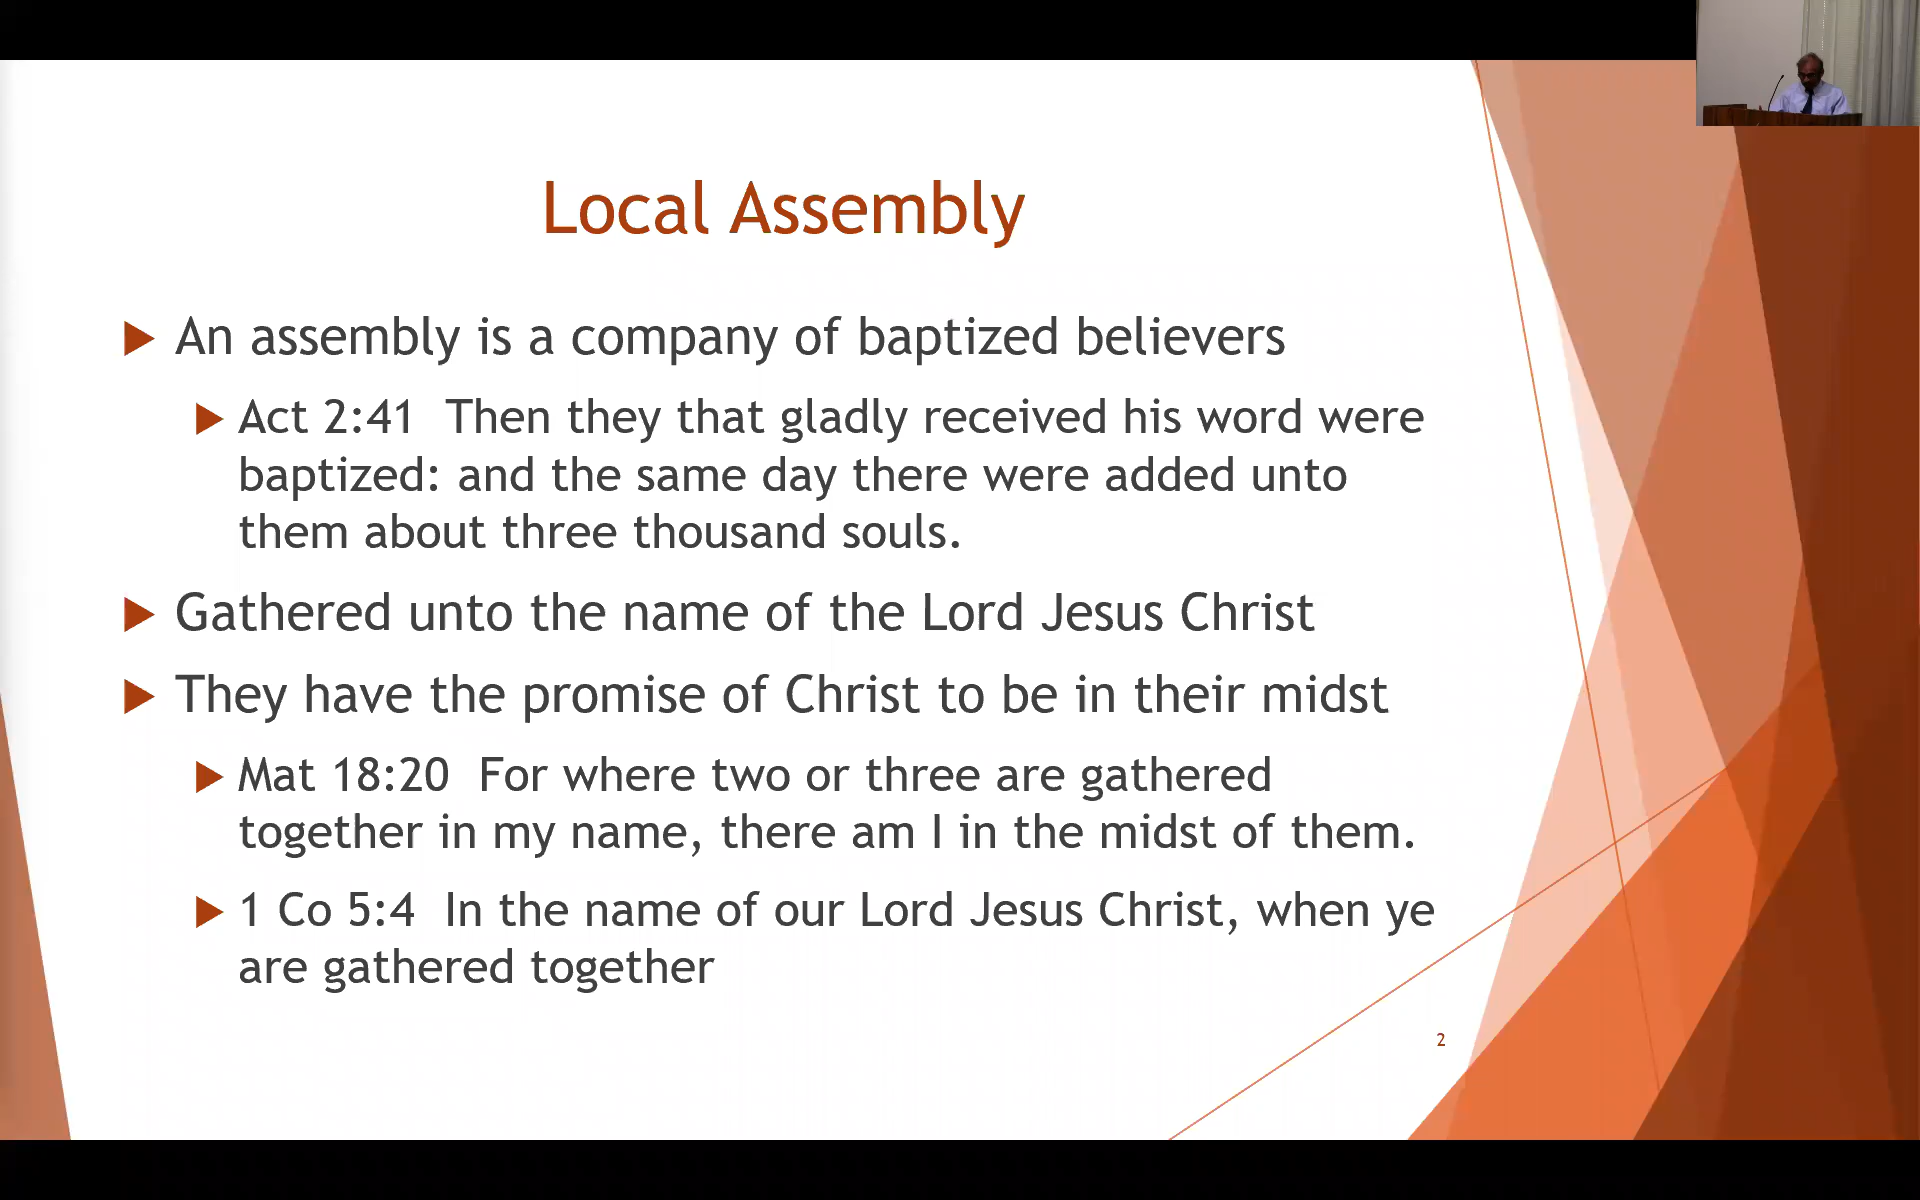 Local Assembly
An assembly is a company of baptized believers
Act 2:41  Then they that gladly received his word were
baptized: and the same day there were added unto
them about three thousand souls.
Gathered unto the name of the Lord Jesus Christ
They have the promise of Christ to be in their midst
Mat 18:20  For where two or three are gathered
together in my name, there am I in the midst of them.
1 Co 5:4  In the name of our Lord Jesus Christ, when ye
are gathered together
2